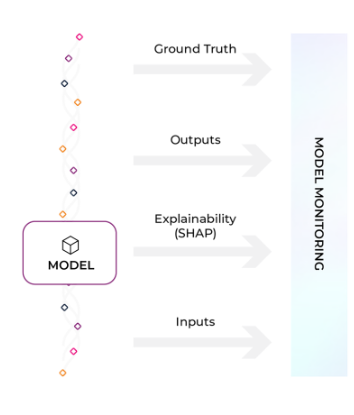 Ground Truth
Outputs
Explainability
(SHAP)
MODEL
Inputs
MODEL MONITORING